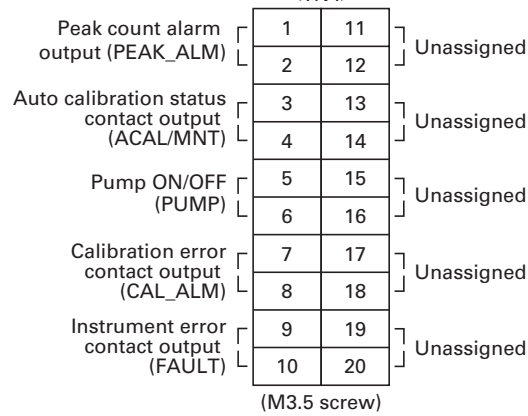 Peak count alarm
output (PEAK_ALM)
1 11
2 12
Unassigned
Auto calibration status
contact output
(ACAL/MNT)
3 13
4 14
Unassigned
Pump ON/OFF
(PUMP)
5 15
6 16
Unassigned
Calibration error
contact output
(CAL_ALM)
7 17
8 18
Unassigned
Instrument error
contact output
(FAULT)
9 19
10 20
Unassigned
(M3.5 screw)